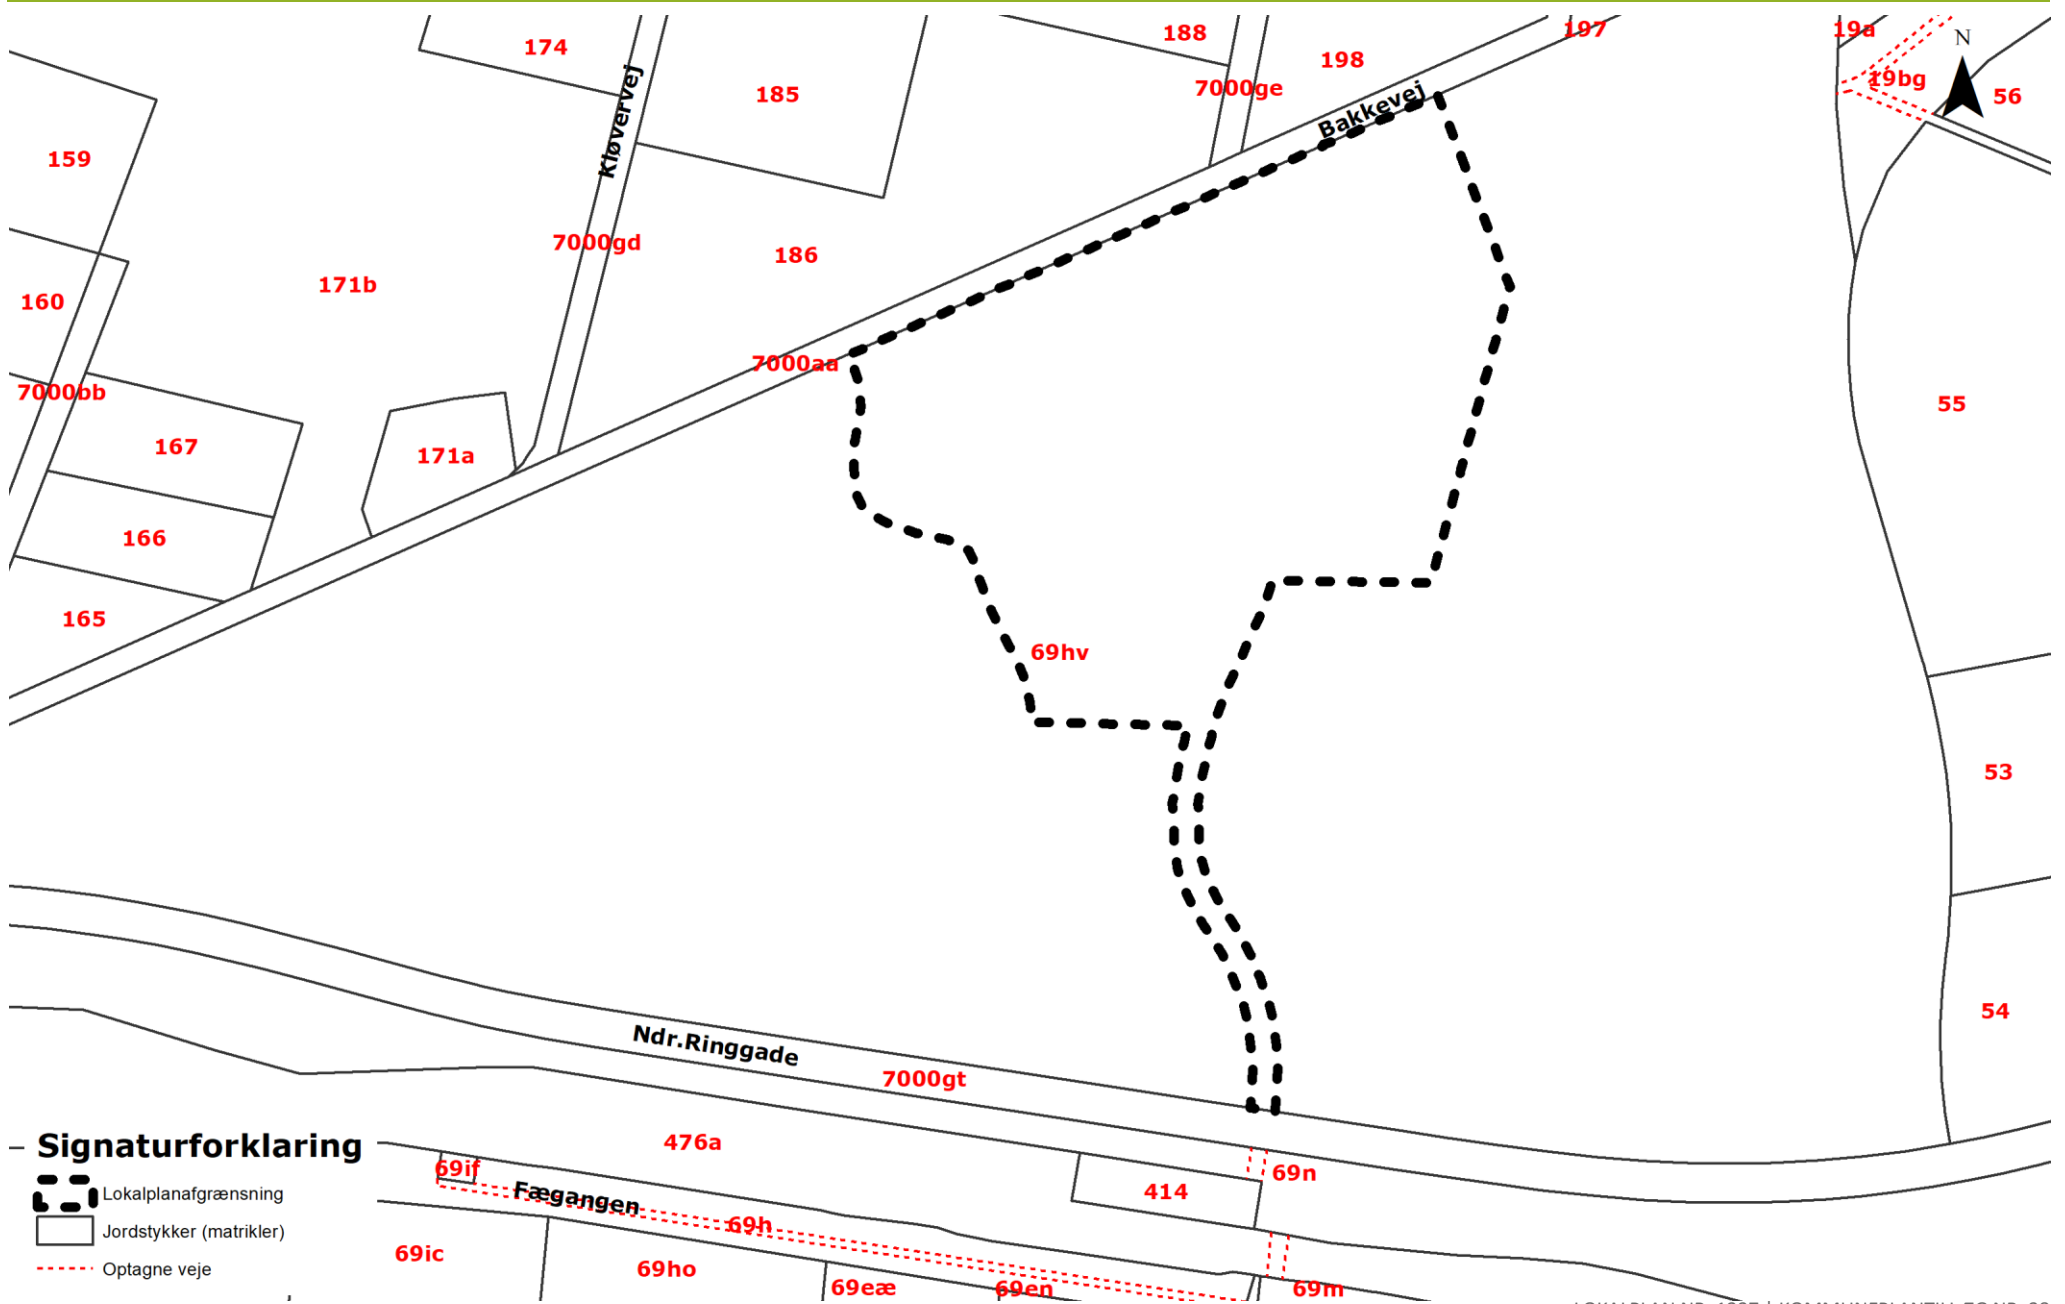 174
188
198
197
19a
N
185
7000ge
19bg
56
Kløvervej
Bakkevej
159
7000gd
186
171b
160
7000aa
7000bb
55
167
171a
166
165
69hv
53
54
Ndr.Ringgade
7000gt
476a
Signaturforklaring
Lokalplanafgrænsning
Jordstykker (matrikler)
Optagne veje
69if
Fægangen
69n
414
69h
69ic
69ho
69eæ
69en
69m